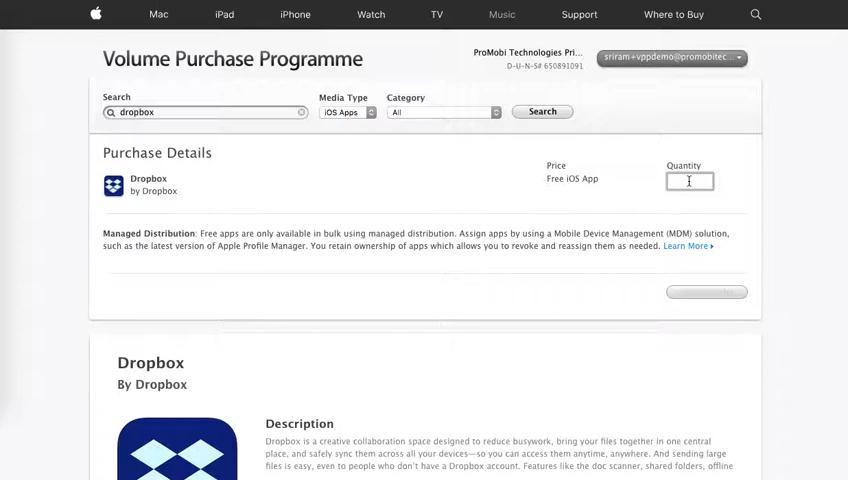 Mac iPad iPhone Watch TV Music Support Where to Buy
Volume Purchase Programme
ProMobi Technologies Pri...
D-U-N-S# 650891091
sriram+vppdemo@promobitec...
Search Media Type Category
dropbox iOS Apps All Search
Purchase Details
Price Quantity
Dropbox Free iOS App
by Dropbox
Managed Distribution: Free apps are only available in bulk using managed distribution. Assign apps by using a Mobile Device Management (MDM) solution,
such as the latest version of Apple Profile Manager. You retain ownership of apps which allows you to revoke and reassign them as needed. Learn More
Dropbox
By Dropbox
Description
Dropbox is a creative collaboration space designed to reduce busywork, bring your files together in one central
place, and safely sync them across all your devices—so you can access them anytime, anywhere. And sending large
files is easy, even to people who don't have a Dropbox account. Features like the doc scanner, shared folders, offline